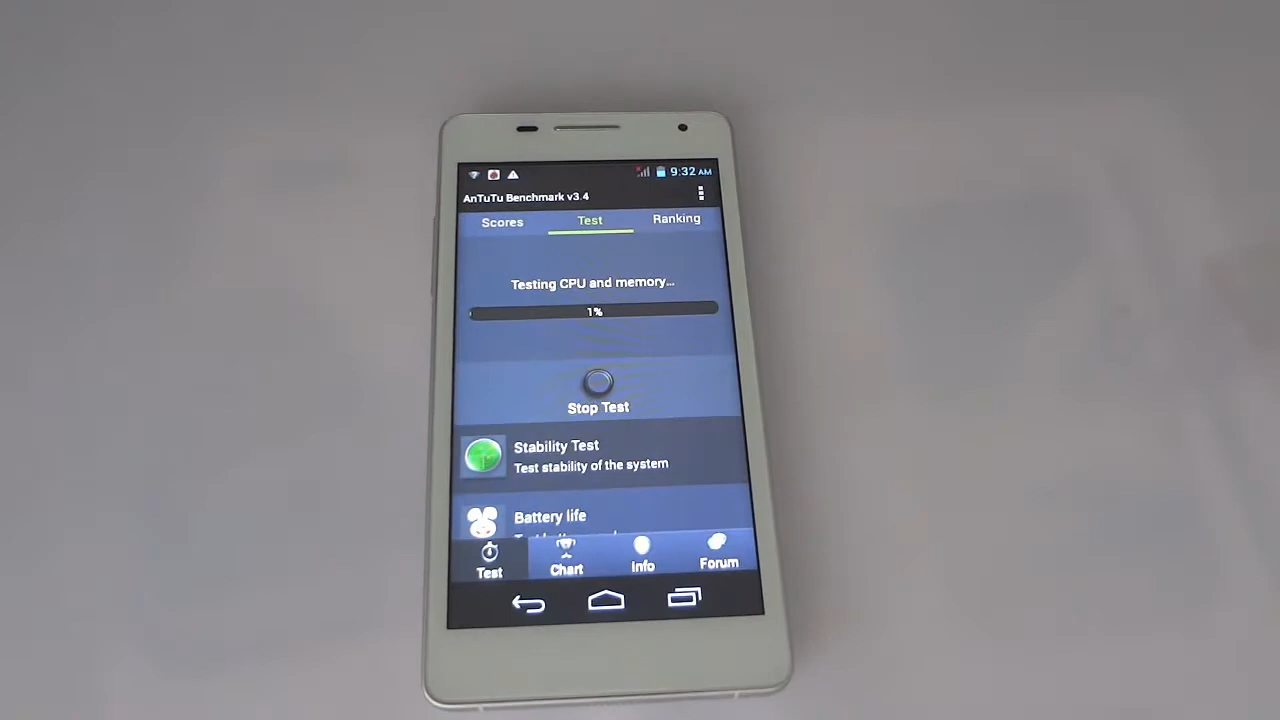 9:32 AM
AnTuTu Benchmark v3.4
Scores Test Ranking
Testing CPU and memory...
1%
Stop Test
Stability Test
Test stability of the system
Battery life
Test Chart Info Forum